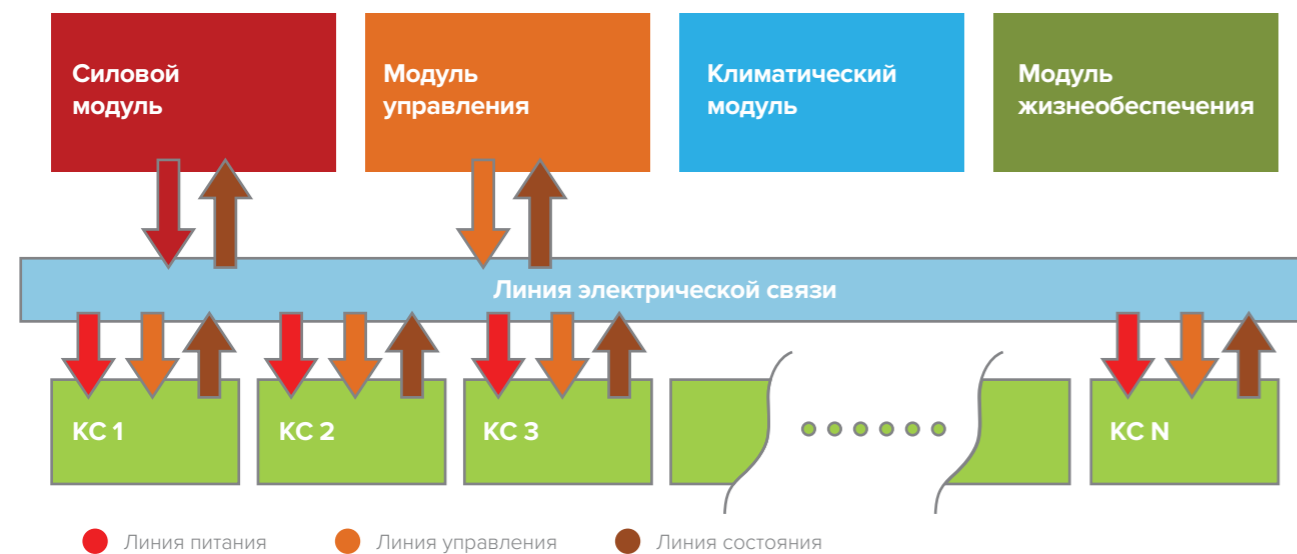 Силовой
модуль
Модуль
управления
Климатический
модуль
Модуль
жизнеобеспечения
Линия электрической связи
КС 1
КС 2
КС 3
КС N
Линия питания
Линия управления
Линия состояния